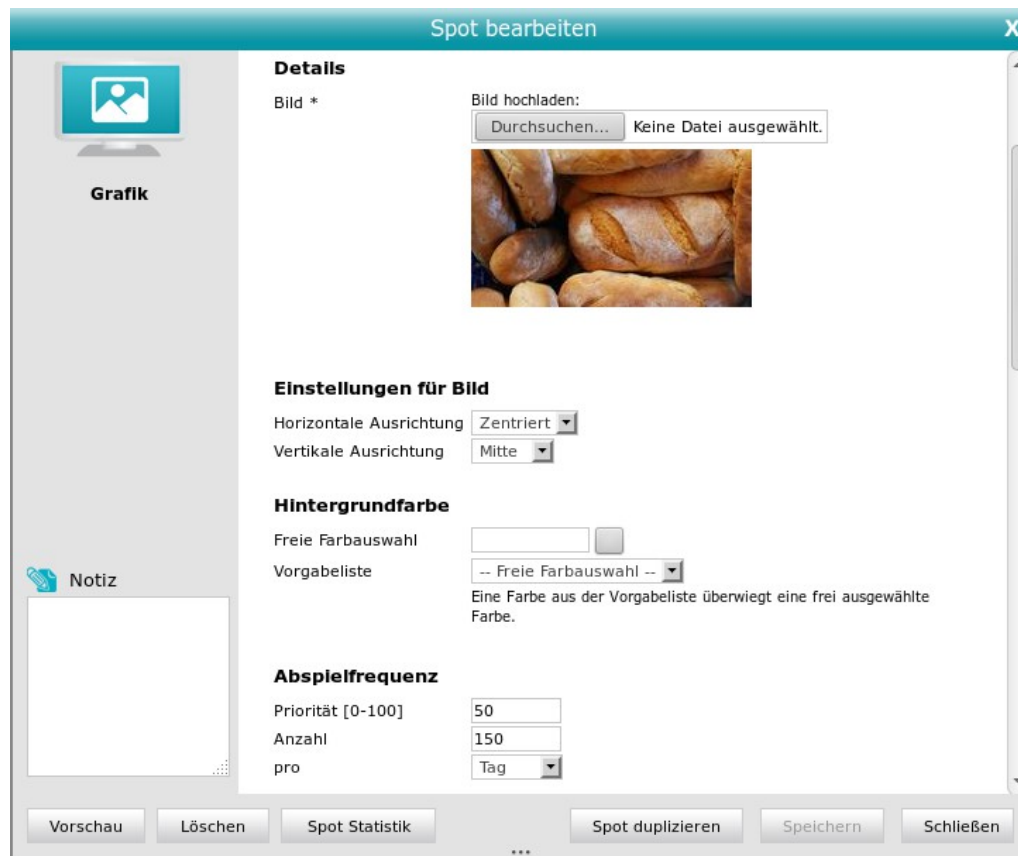 Spot bearbeiten X
Grafik
Details
Bild * Bild hochladen:
Durchsuchen... Keine Datei ausgewählt.
Einstellungen für Bild
Horizontale Ausrichtung Zentriert
Vertikale Ausrichtung Mitte
Hintergrundfarbe
Freie Farbauswahl
Vorgabeliste -- Freie Farbauswahl --
Eine Farbe aus der Vorgabeliste überwiegt eine frei ausgewählte
Farbe.
Notiz
Abspielfrequenz
Priorität [0-100] 50
Anzahl 150
pro Tag
Vorschau Löschen Spot Statistik Spot duplizieren Speichern Schließen